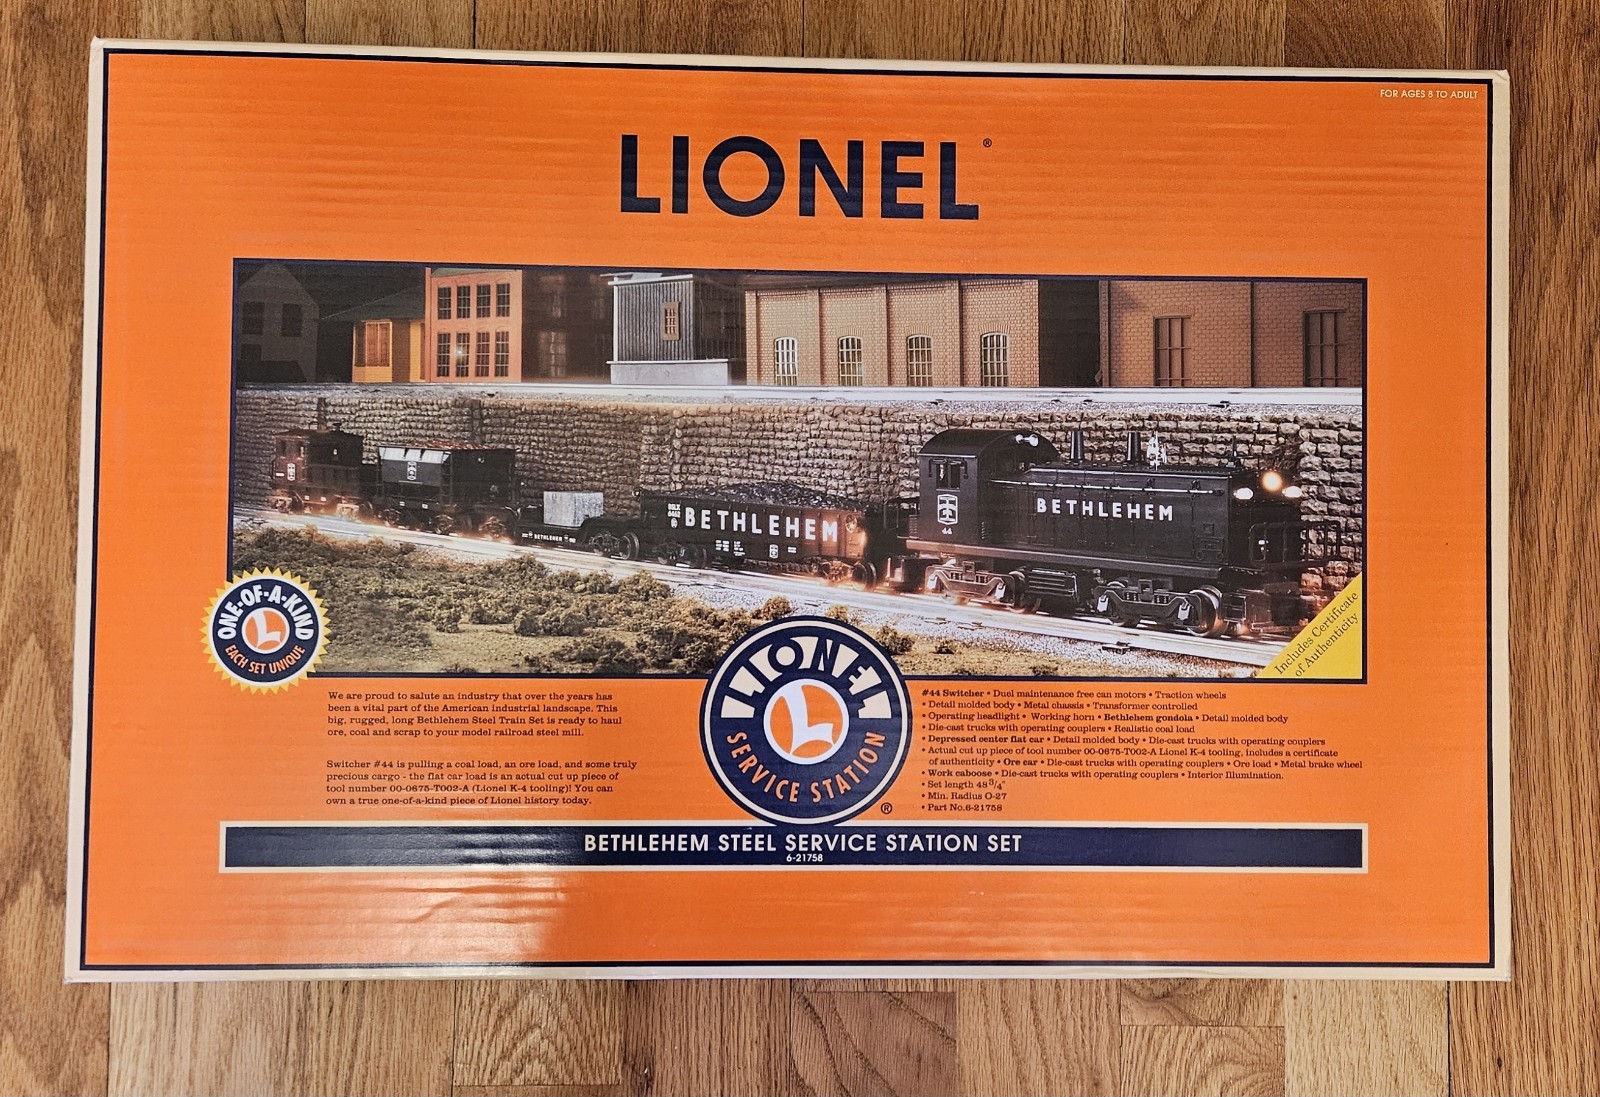 FOR AGES 8 TO ADULT
LIONEL®
BETHLEHEM
44
BSLX
6462
BETHLEHEM
BETHLEHEM
Includes Certificate
of Authenticity
ONE-OF-A-KIND
L
EACH SET UNIQUE
We are proud to salute an industry that over the years has
been a vital part of the American industrial landscape. This
big, rugged, long Bethlehem Steel Train Set is ready to haul
ore, coal and scrap to your model railroad steel mill.
Switcher #44 is pulling a coal load, an ore load, and some truly
precious cargo - the flat car load is an actual cut up piece of
tool number 00-0675-T002-A (Lionel K-4 tooling)! You can
own a true one-of-a-kind piece of Lionel history today.
LIONEL
L
SERVICE STATION
®
#44 Switcher • Duel maintenance free can motors • Traction wheels
• Detail molded body • Metal chassis • Transformer controlled
• Operating headlight • Working horn • Bethlehem gondola • Detail molded body
• Die-cast trucks with operating couplers • Realistic coal load
• Depressed center flat car • Detail molded body • Die-cast trucks with operating couplers
• Actual cut up piece of tool number 00-0675-T002-A Lionel K-4 tooling, includes a certificate
of authenticity • Ore car • Die-cast trucks with operating couplers • Ore load • Metal brake wheel
• Work caboose • Die-cast trucks with operating couplers • Interior Illumination.
• Set length 48 3/4"
• Min. Radius O-27
• Part No.6-21758
BETHLEHEM STEEL SERVICE STATION SET
6-21758